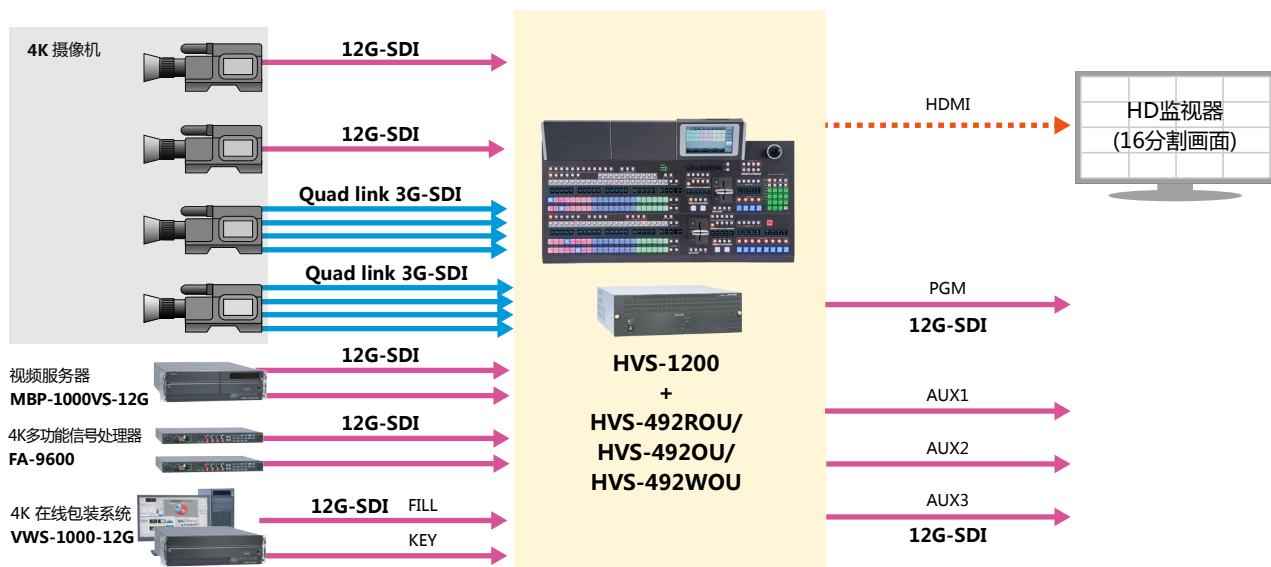 4K 摄像机
12G-SDI
12G-SDI
Quad link 3G-SDI
Quad link 3G-SDI
视频服务器
MBP-1000VS-12G
12G-SDI
4K多功能信号处理器
FA-9600
12G-SDI
4K 在线包装系统
VWS-1000-12G
12G-SDI FILL
KEY
HVS-1200
+
HVS-492ROU/
HVS-492OU/
HVS-492WOU
HDMI
HD监视器
(16分割画面)
PGM
12G-SDI
AUX1
AUX2
AUX3
12G-SDI